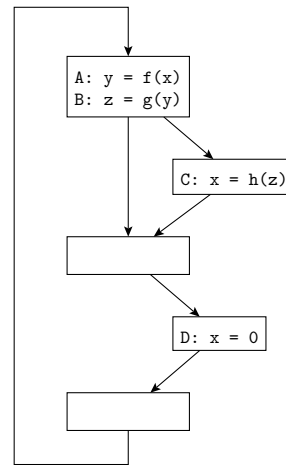 A: y = f(x)
B: z = g(y)
C: x = h(z)
D: x = 0